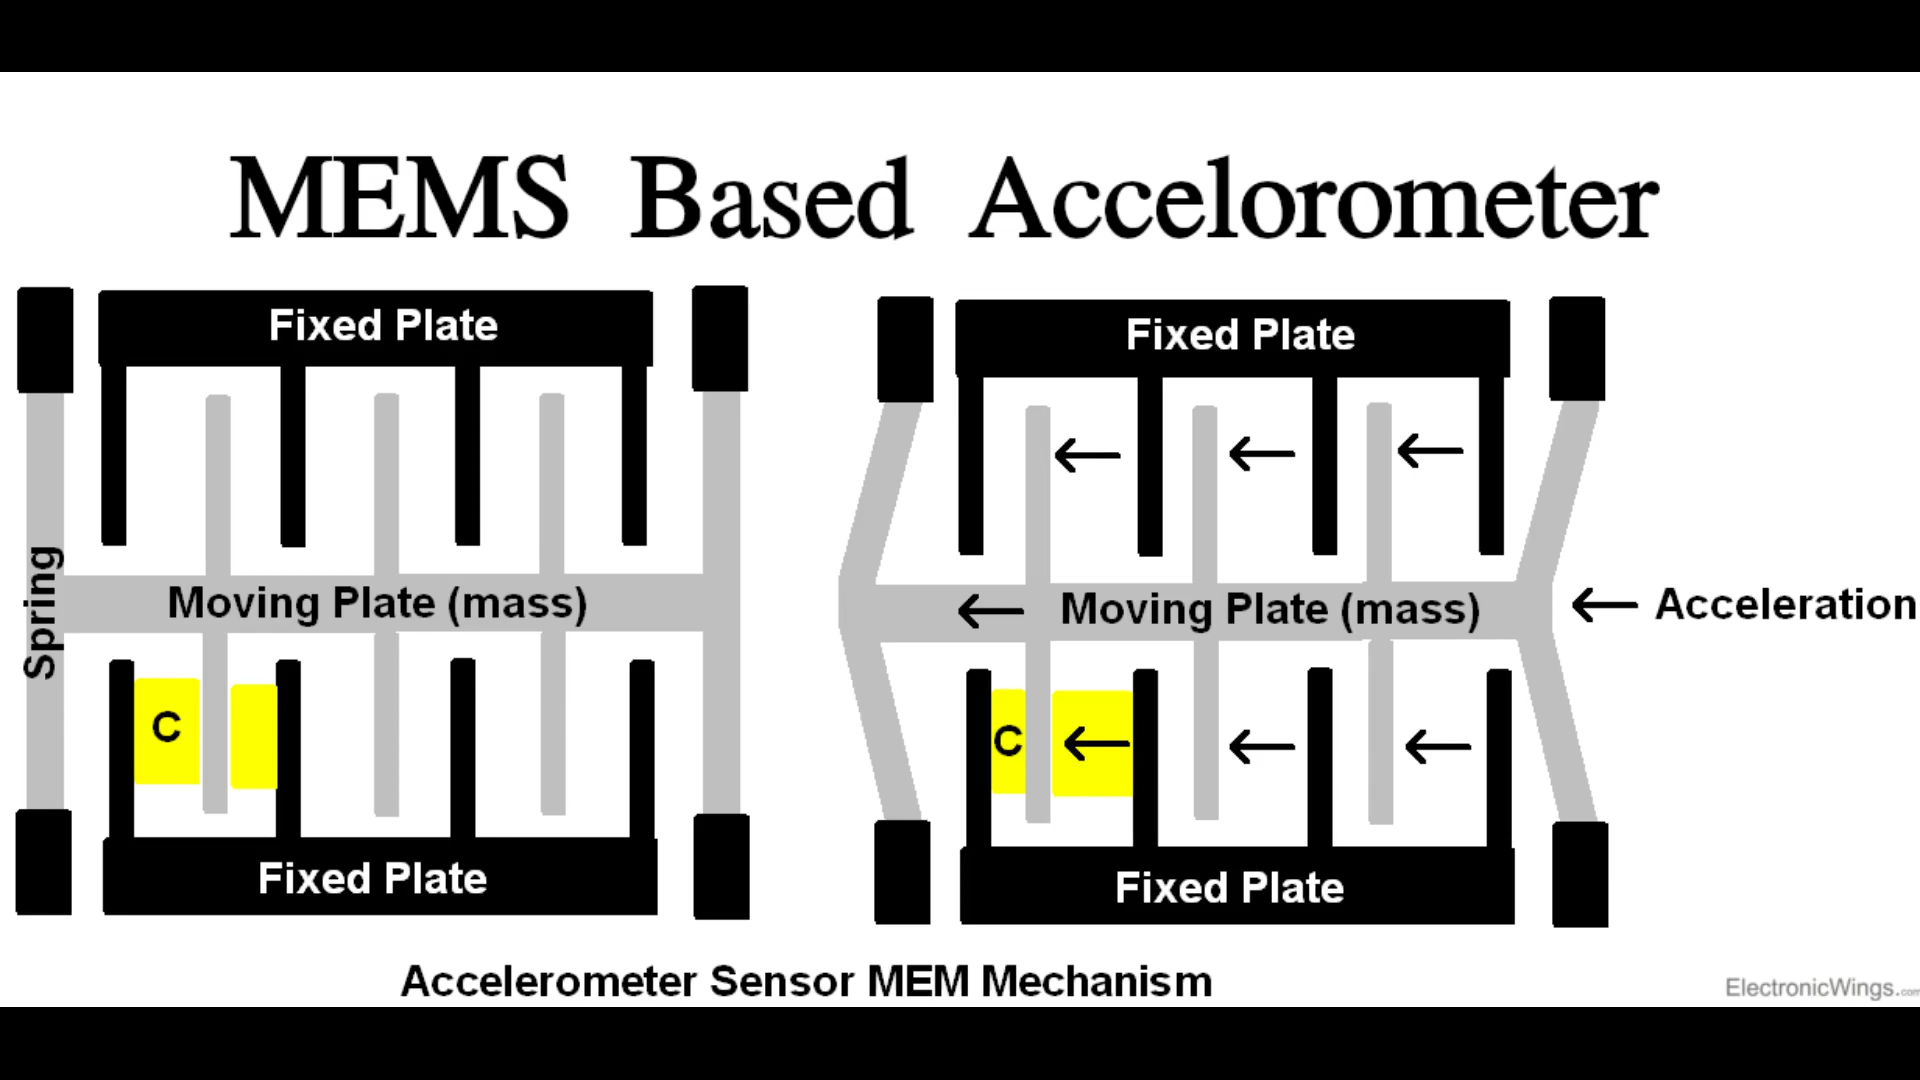 MEMS Based Accelorometer
Fixed Plate
Fixed Plate
Spring
Moving Plate (mass)
Moving Plate (mass)
Acceleration
C
C
Fixed Plate
Fixed Plate
Accelerometer Sensor MEM Mechanism
ElectronicWings.com